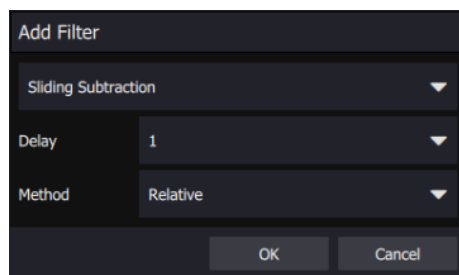 Add Filter
Sliding Subtraction
Delay 1
Method Relative
OK Cancel